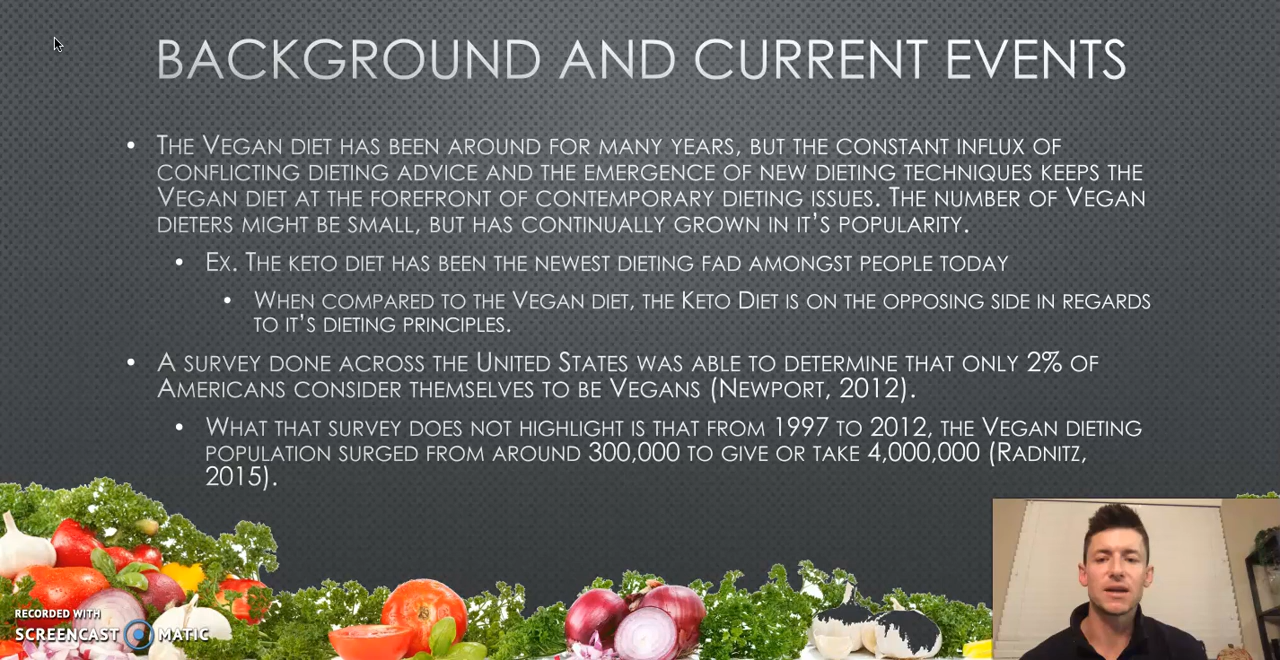 BACKGROUND AND CURRENT EVENTS
• THE VEGAN DIET HAS BEEN AROUND FOR MANY YEARS, BUT THE CONSTANT INFLUX OF
CONFLICTING DIETING ADVICE AND THE EMERGENCE OF NEW DIETING TECHNIQUES KEEPS THE
VEGAN DIET AT THE FOREFRONT OF CONTEMPORARY DIETING ISSUES. THE NUMBER OF VEGAN
DIETERS MIGHT BE SMALL, BUT HAS CONTINUALLY GROWN IN IT'S POPULARITY.
• EX. THE KETO DIET HAS BEEN THE NEWEST DIETING FAD AMONGST PEOPLE TODAY
• WHEN COMPARED TO THE VEGAN DIET, THE KETO DIET IS ON THE OPPOSING SIDE IN REGARDS
TO IT'S DIETING PRINCIPLES.
• A SURVEY DONE ACROSS THE UNITED STATES WAS ABLE TO DETERMINE THAT ONLY 2% OF
AMERICANS CONSIDER THEMSELVES TO BE VEGANS (NEWPORT, 2012).
• WHAT THAT SURVEY DOES NOT HIGHLIGHT IS THAT FROM 1997 TO 2012, THE VEGAN DIETING
POPULATION SURGED FROM AROUND 300,000 TO GIVE OR TAKE 4,000,000 (RADNITZ,
2015).
RECORDED WITH
SCREENCAST MATIC